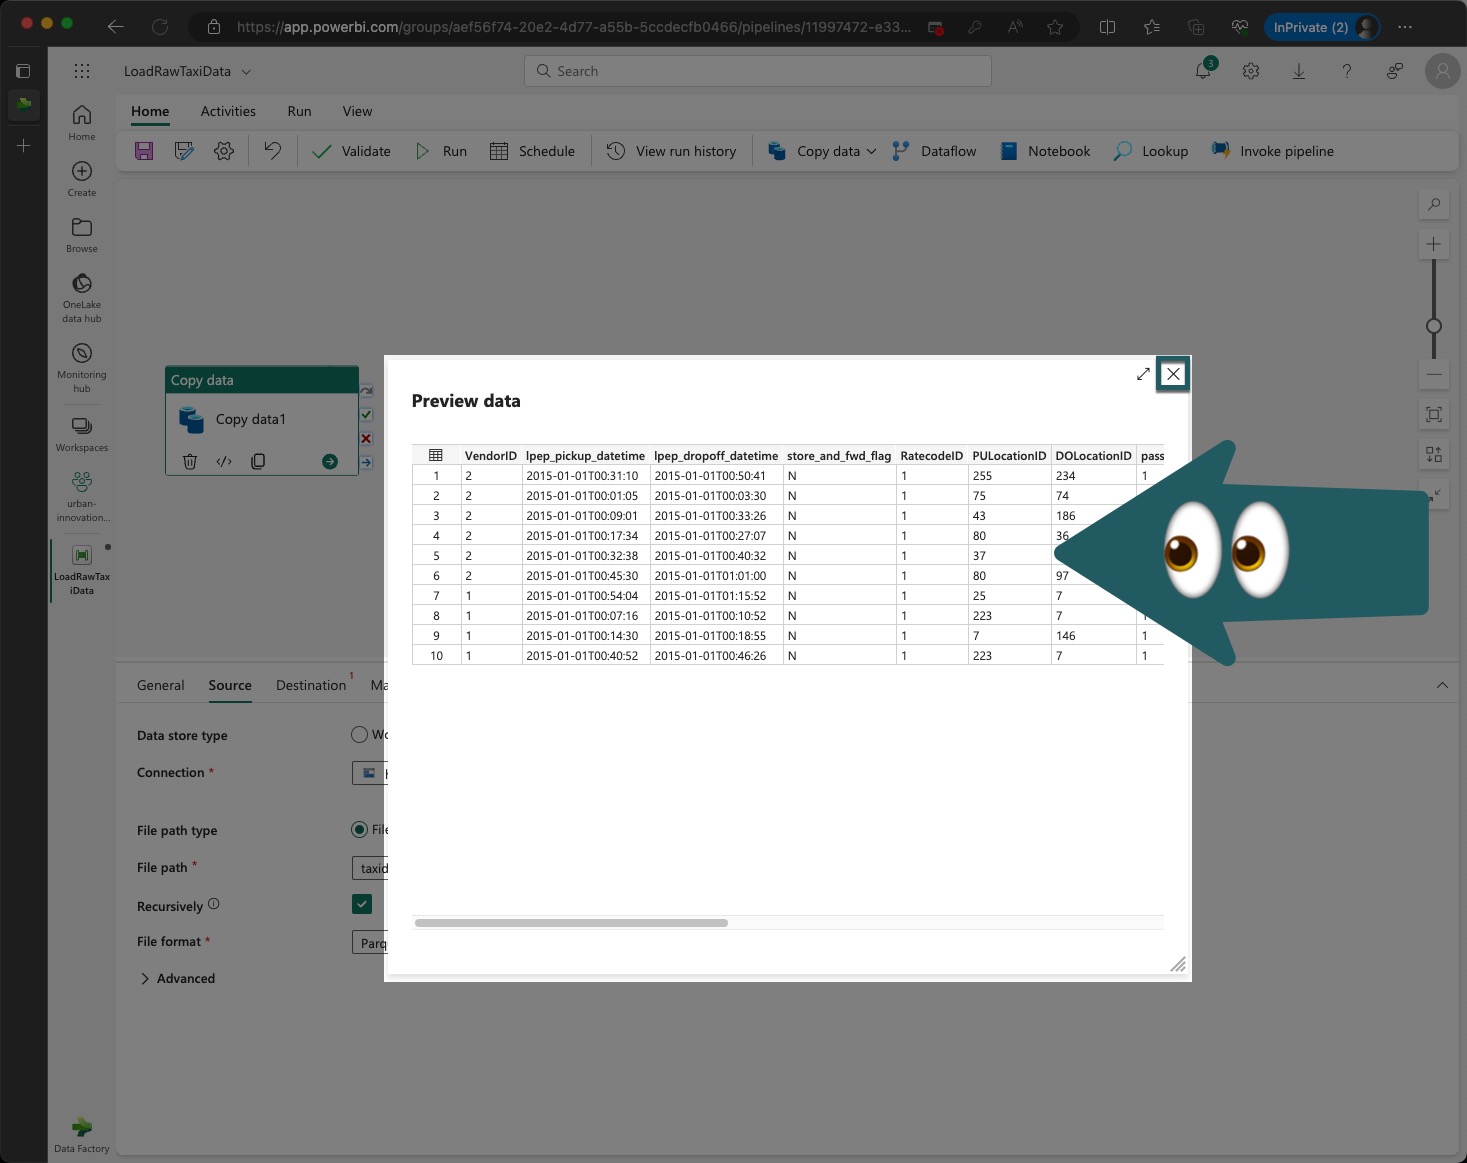 https://app.powerbi.com/groups/aef56f74-20e2-4d77-a55b-5ccdecfb0466/pipelines/11997472-e33...
InPrivate (2)
LoadRawTaxiData
Search
3
Home Activities Run View
Validate Run Schedule View run history Copy data Dataflow Notebook Lookup Invoke pipeline
Home
Create
Browse
OneLake
data hub
Monitoring
hub
Workspaces
urban-
innovation...
LoadRawTax
iData
Data Factory
Copy data
Copy data1
Preview data
VendorID lpep_pickup_datetime lpep_dropoff_datetime store_and_fwd_flag RatecodeID PULocationID DOLocationID pass
1 2 2015-01-01T00:31:10 2015-01-01T00:50:41 N 1 255 234 1
2 2 2015-01-01T00:01:05 2015-01-01T00:03:30 N 1 75 74
3 2 2015-01-01T00:09:01 2015-01-01T00:33:26 N 1 43 186
4 2 2015-01-01T00:17:34 2015-01-01T00:27:07 N 1 80 36
5 2 2015-01-01T00:32:38 2015-01-01T00:40:32 N 1 37
6 2 2015-01-01T00:45:30 2015-01-01T01:01:00 N 1 80 97
7 1 2015-01-01T00:54:04 2015-01-01T01:15:52 N 1 25 7
8 1 2015-01-01T00:07:16 2015-01-01T00:10:52 N 1 223 7
9 1 2015-01-01T00:14:30 2015-01-01T00:18:55 N 1 7 146 1
10 1 2015-01-01T00:40:52 2015-01-01T00:46:26 N 1 223 7 1
General Source Destination 1 Ma
Data store type
Connection *
File path type File
File path * taxid
Recursively
File format * Parq
Advanced